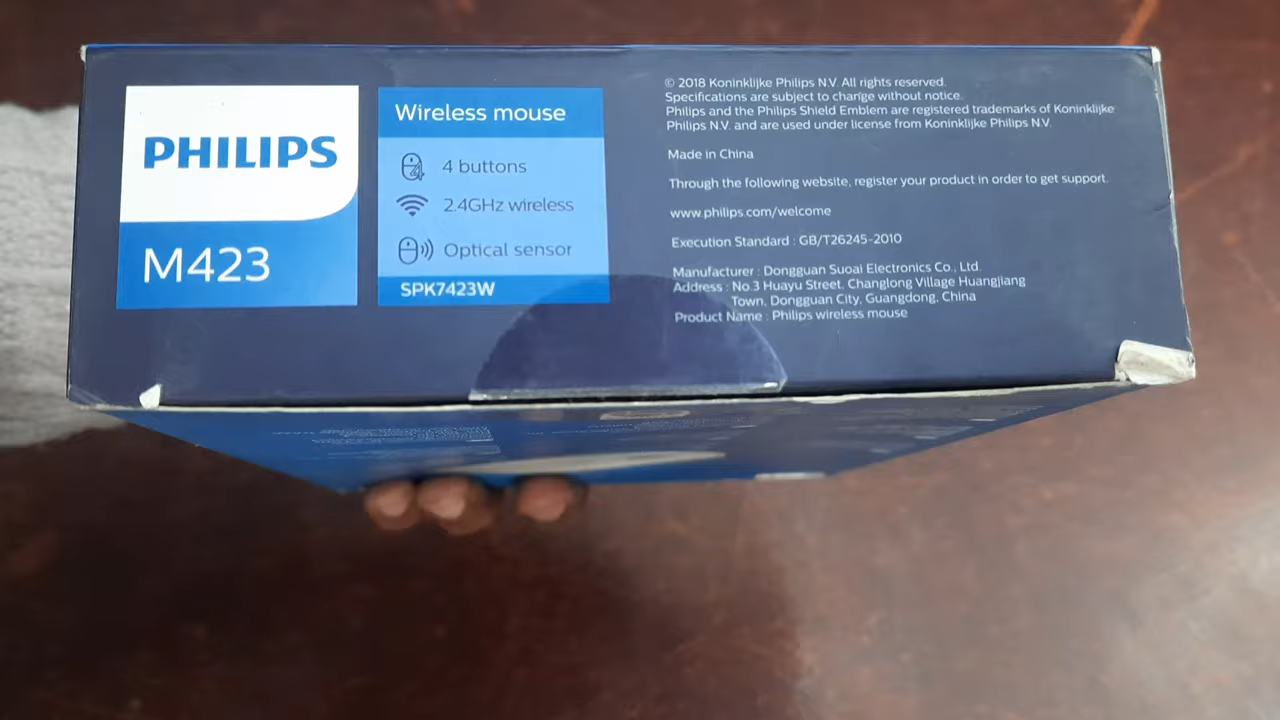 PHILIPS
M423
Wireless mouse
4 buttons
2.4GHz wireless
Optical sensor
SPK7423W
© 2018 Koninklijke Philips N.V. All rights reserved.
Specifications are subject to change without notice.
Philips and the Philips Shield Emblem are registered trademarks of Koninklijke
Philips N.V. and are used under license from Koninklijke Philips N.V.
Made in China
Through the following website, register your product in order to get support.
www.philips.com/welcome
Execution Standard : GB/T26245-2010
Manufacturer : Dongguan Suoai Electronics Co., Ltd.
Address : No.3 Huayu Street, Changlong Village Huangjiang
Town, Dongguan City, Guangdong, China
Product Name : Philips wireless mouse